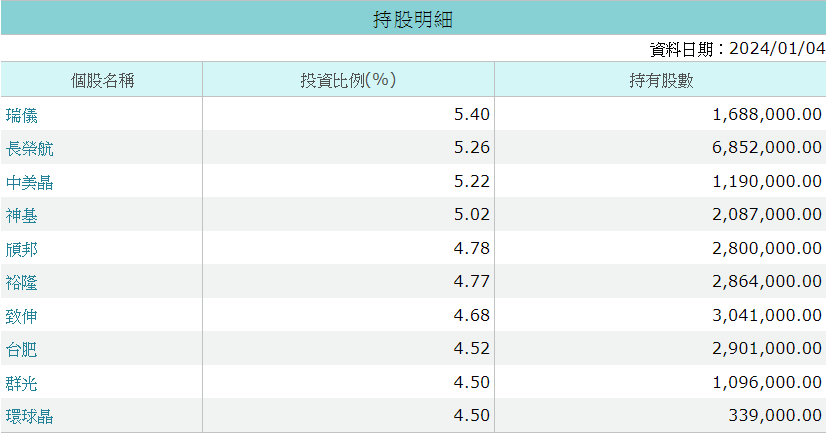 持股明細
資料日期：2024/01/04
個股名稱 投資比例(%) 持有股數
瑞儀 5.40 1,688,000.00
長榮航 5.26 6,852,000.00
中美晶 5.22 1,190,000.00
神基 5.02 2,087,000.00
頎邦 4.78 2,800,000.00
裕隆 4.77 2,864,000.00
致伸 4.68 3,041,000.00
台肥 4.52 2,901,000.00
群光 4.50 1,096,000.00
環球晶 4.50 339,000.00